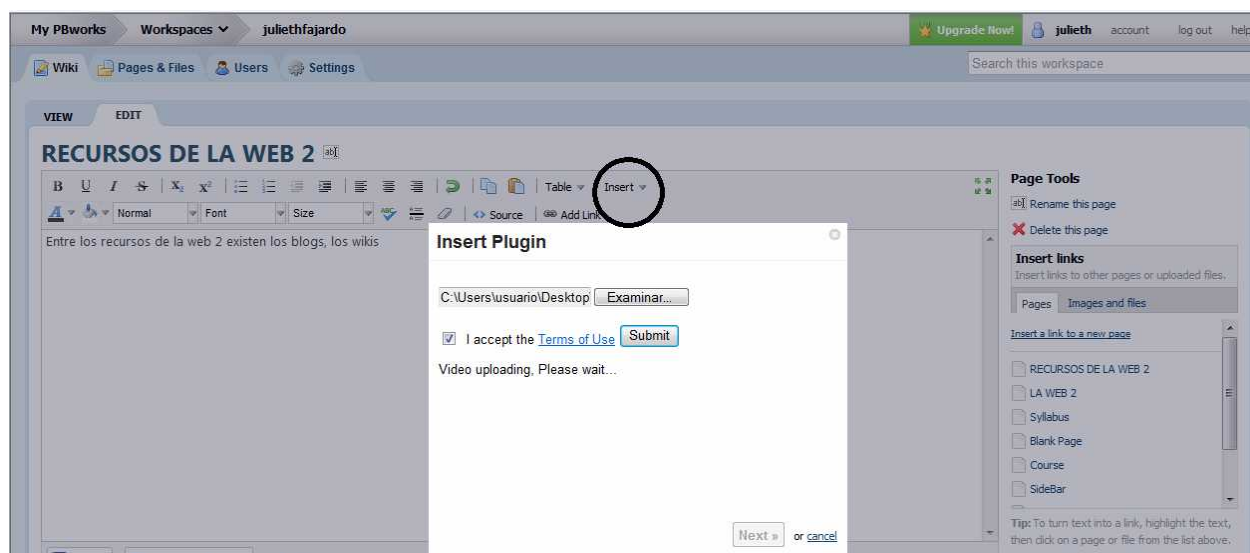 My PBworks Workspaces juliethfajardo Upgrade Now! julieth account log out help
Wiki Pages & Files Users Settings Search this workspace
VIEW EDIT
RECURSOS DE LA WEB 2
B U I S X₂ X² Table Insert
A Normal Font Size ABC Source Add Link
Entre los recursos de la web 2 existen los blogs, los wikis
Insert Plugin
C:\Users\usuario\Desktop Examinar...
I accept the Terms of Use Submit
Video uploading, Please wait...
Next » or cancel
Page Tools
Rename this page
Delete this page
Insert links
Insert links to other pages or uploaded files.
Pages Images and files
Insert a link to a new page
RECURSOS DE LA WEB 2
LA WEB 2
Syllabus
Blank Page
Course
SideBar
Tip: To turn text into a link, highlight the text,
then click on a page or file from the list above.